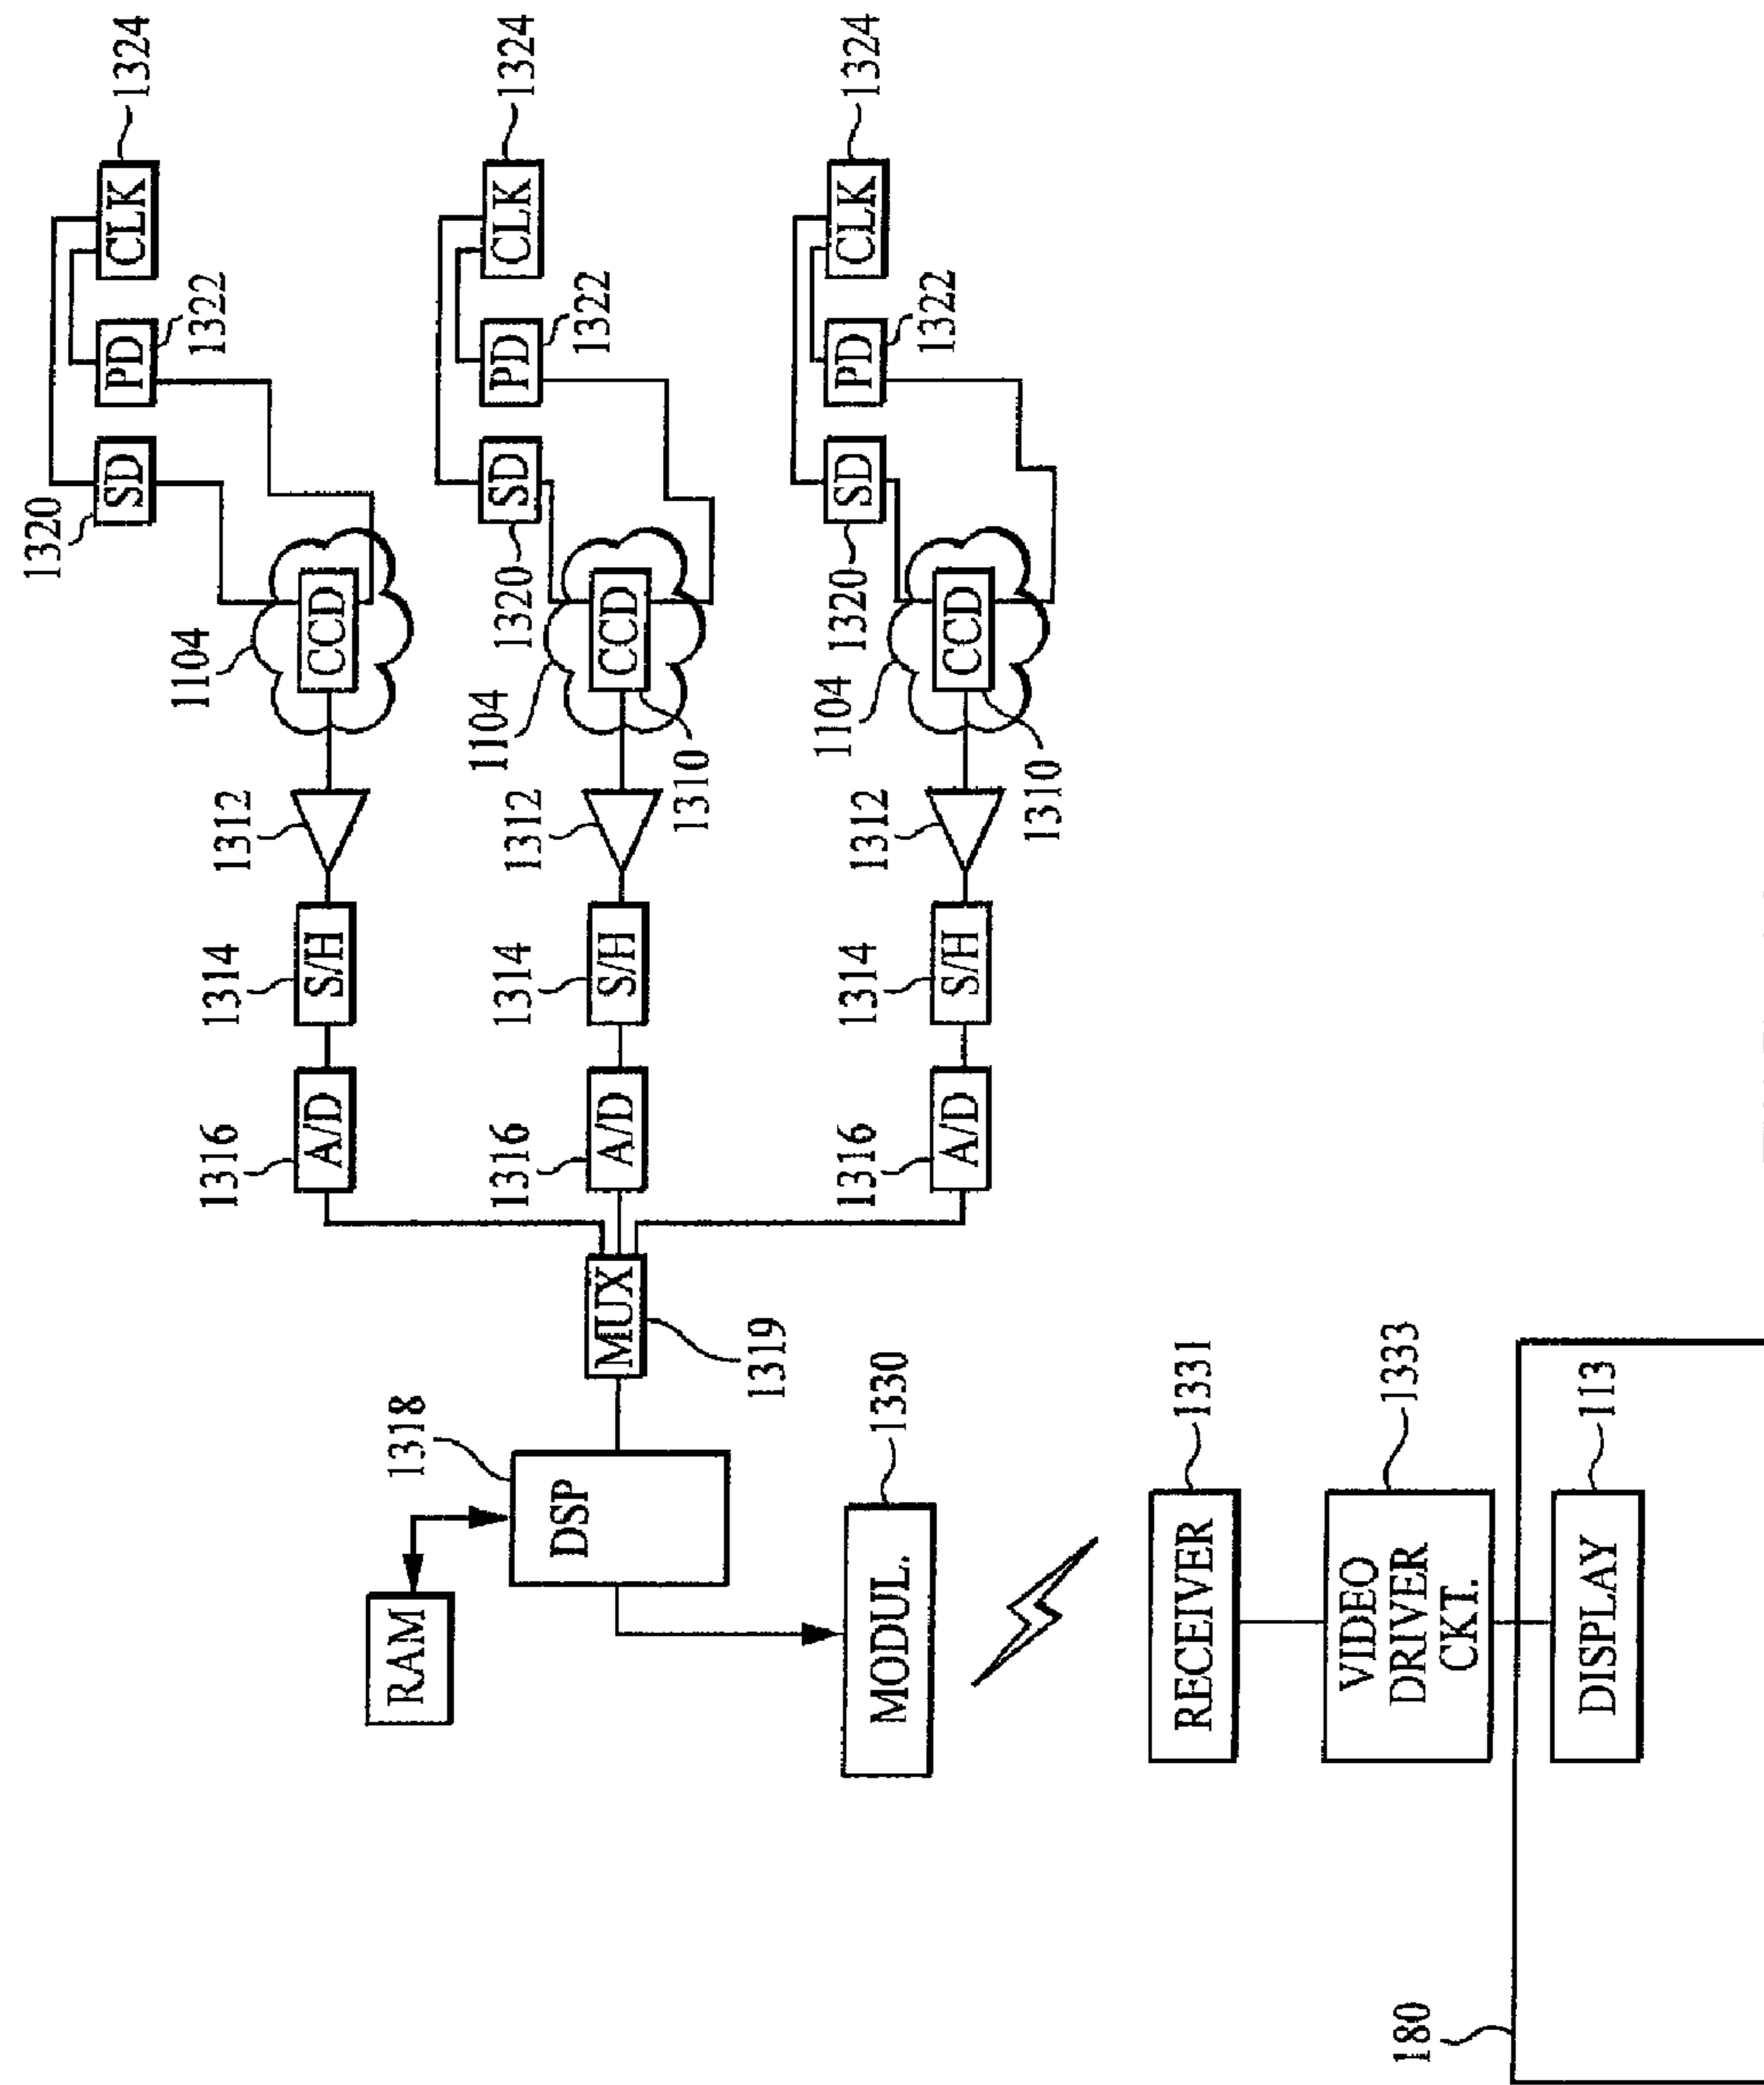 1320
SD
PD
1322
CLK
1324
1104
CCD
1312
1314
S/H
1316
A/D
1320
SD
PD
1322
CLK
1324
1104
CCD
1310
1312
1314
S/H
1316
A/D
1320
SD
PD
1322
CLK
1324
1104
CCD
1310
1312
1314
S/H
1316
A/D
MUX
1319
1318
DSP
RAM
MODUL.
1330
RECEIVER
1331
VIDEO
DRIVER
CKT.
1333
DISPLAY
113
180